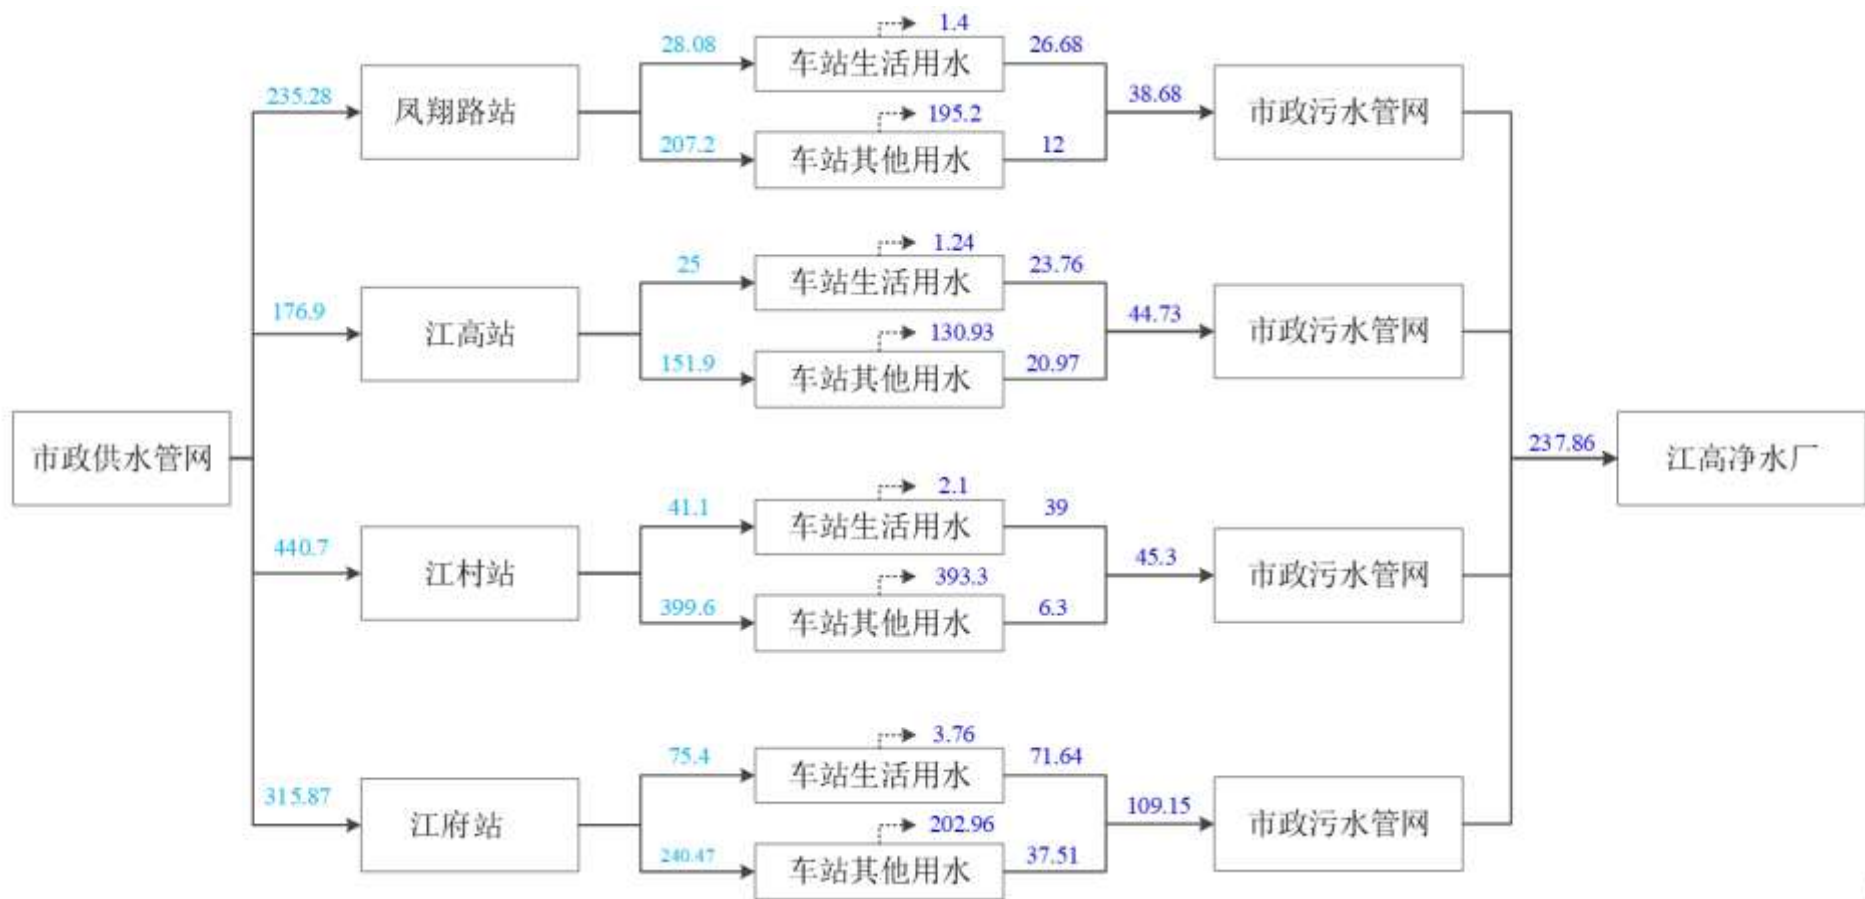 1.4
28.08 车站生活用水 26.68
235.28 凤翔路站 38.68 市政污水管网
195.2
207.2 车站其他用水 12
1.24
25 车站生活用水 23.76
176.9 江高站 44.73 市政污水管网
130.93
151.9 车站其他用水 20.97
市政供水管网 237.86 江高净水厂
2.1
41.1 车站生活用水 39
440.7 江村站 45.3 市政污水管网
393.3
399.6 车站其他用水 6.3
3.76
75.4 车站生活用水 71.64
315.87 江府站 109.15 市政污水管网
202.96
240.47 车站其他用水 37.51